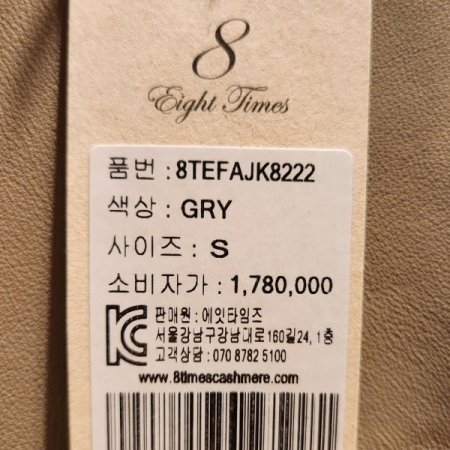 8
Eight Times
품번 : 8TEFAJK8222
색상 : GRY
사이즈 : S
소비자가 : 1,780,000
판매원 : 에잇타임즈
서울강남구강남대로160길24, 1층
고객상담 : 070 8782 5100
www.8timescashmere.com